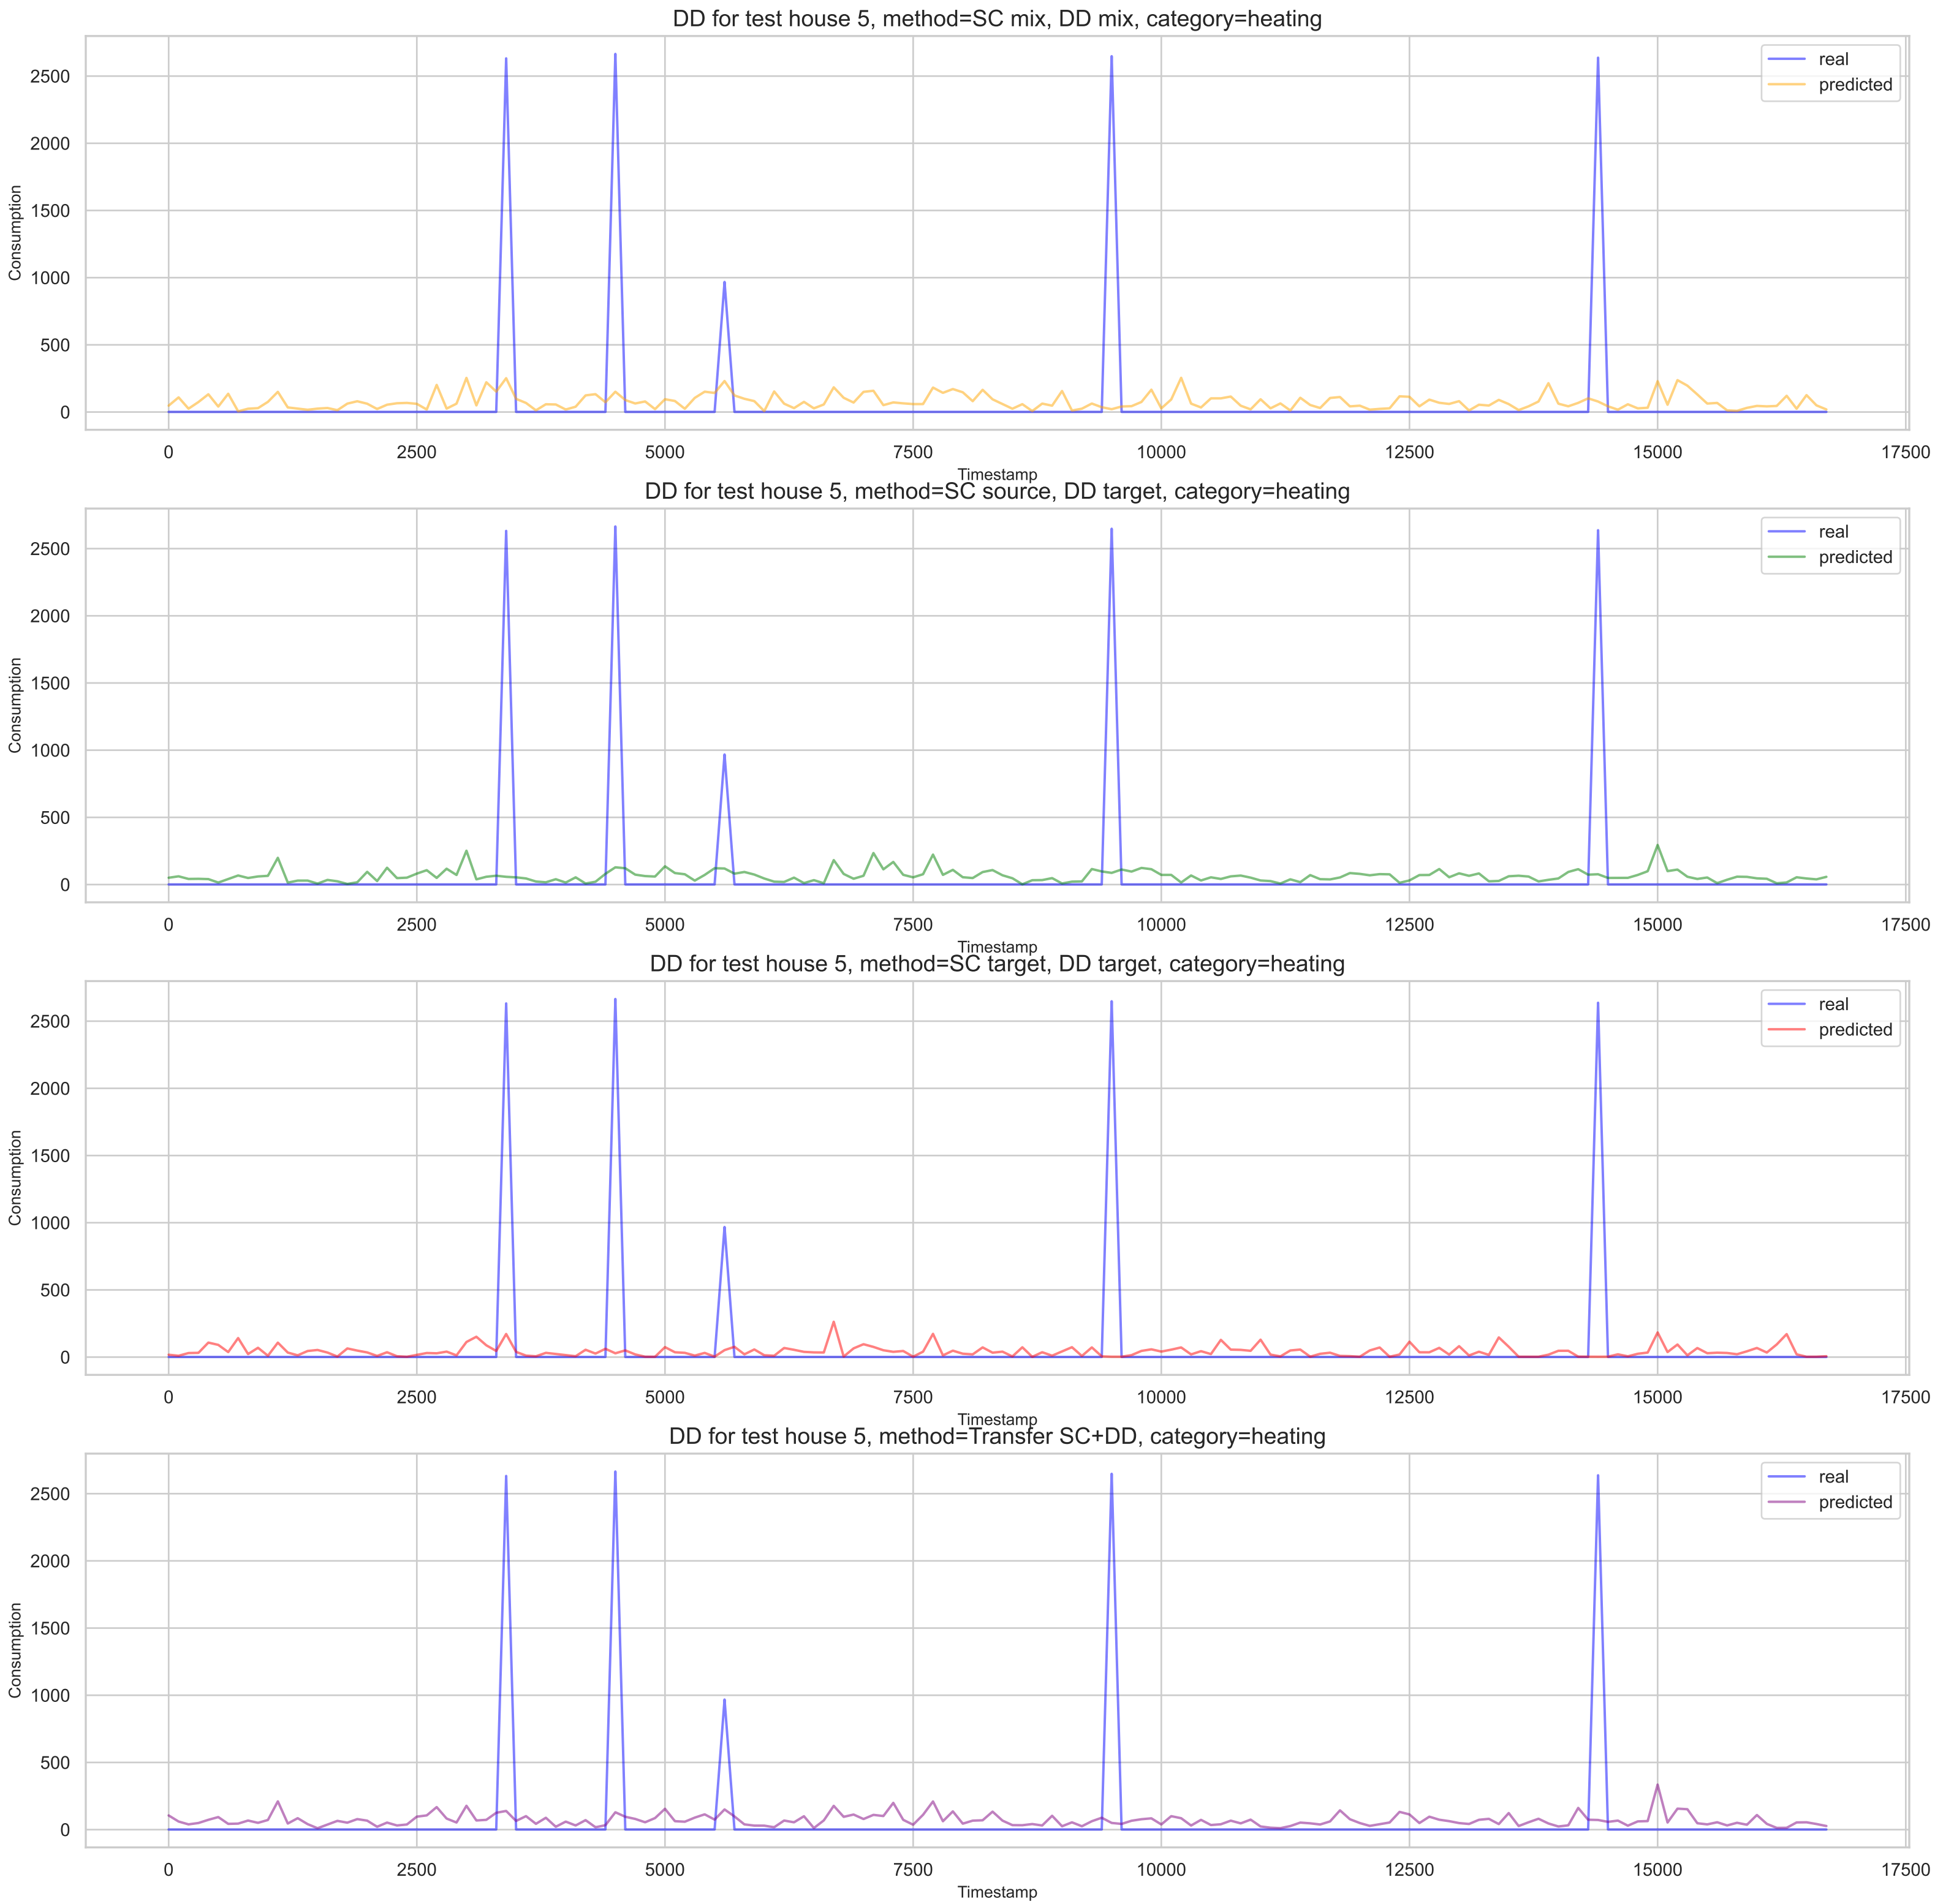 DD for test house 5, method=SC mix, DD mix, category=heating
real
predicted
2500
2000
1500
1000
500
0
Consumption
0 2500 5000 7500 10000 12500 15000 17500
Timestamp
DD for test house 5, method=SC source, DD target, category=heating
real
predicted
2500
2000
1500
1000
500
0
Consumption
0 2500 5000 7500 10000 12500 15000 17500
Timestamp
DD for test house 5, method=SC target, DD target, category=heating
real
predicted
2500
2000
1500
1000
500
0
Consumption
0 2500 5000 7500 10000 12500 15000 17500
Timestamp
DD for test house 5, method=Transfer SC+DD, category=heating
real
predicted
2500
2000
1500
1000
500
0
Consumption
0 2500 5000 7500 10000 12500 15000 17500
Timestamp